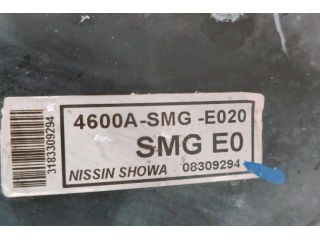 4600A-SMG -E020
SMG E0
NISSIN SHOWA 08309294
3183309294